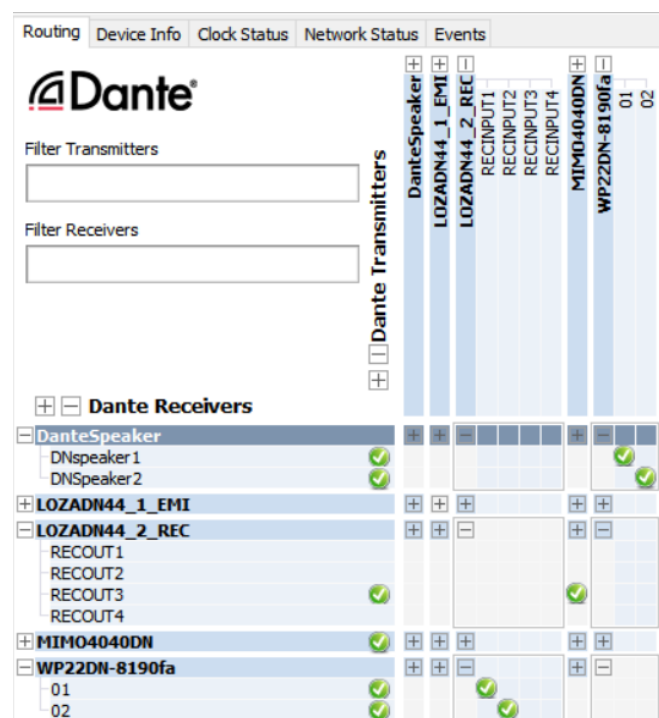 Routing Device Info Clock Status Network Status Events
Dante®
Filter Transmitters
Filter Receivers
Dante Transmitters
DanteSpeaker
LOZADN44_1_EMI
LOZADN44_2_REC
RECINPUT1
RECINPUT2
RECINPUT3
RECINPUT4
MIMO4040DN
WP22DN-8190fa
01
02
Dante Receivers
DanteSpeaker
DNspeaker1
DNSpeaker2
LOZADN44_1_EMI
LOZADN44_2_REC
RECOUT1
RECOUT2
RECOUT3
RECOUT4
MIMO4040DN
WP22DN-8190fa
01
02